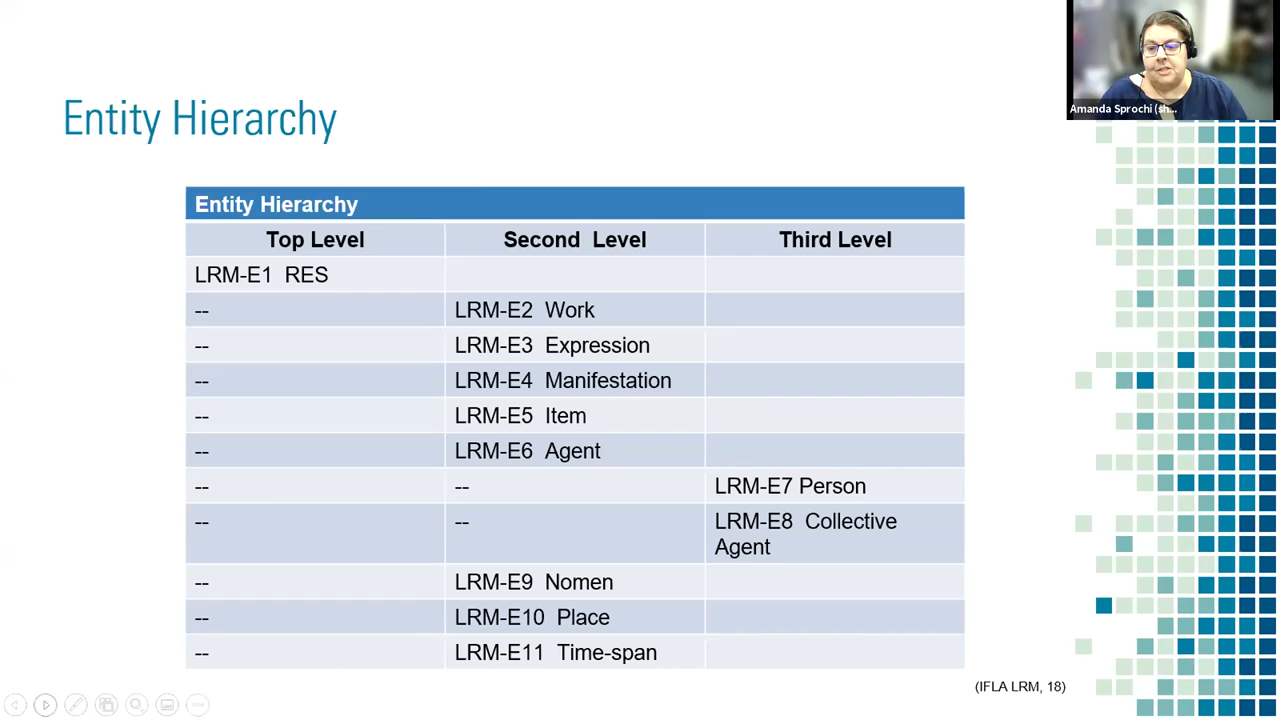 Amanda Sprochi (sh...
Entity Hierarchy
Entity Hierarchy
Top Level Second Level Third Level
LRM-E1 RES
-- LRM-E2 Work
-- LRM-E3 Expression
-- LRM-E4 Manifestation
-- LRM-E5 Item
-- LRM-E6 Agent
-- -- LRM-E7 Person
-- -- LRM-E8 Collective
Agent
-- LRM-E9 Nomen
-- LRM-E10 Place
-- LRM-E11 Time-span
(IFLA LRM, 18)